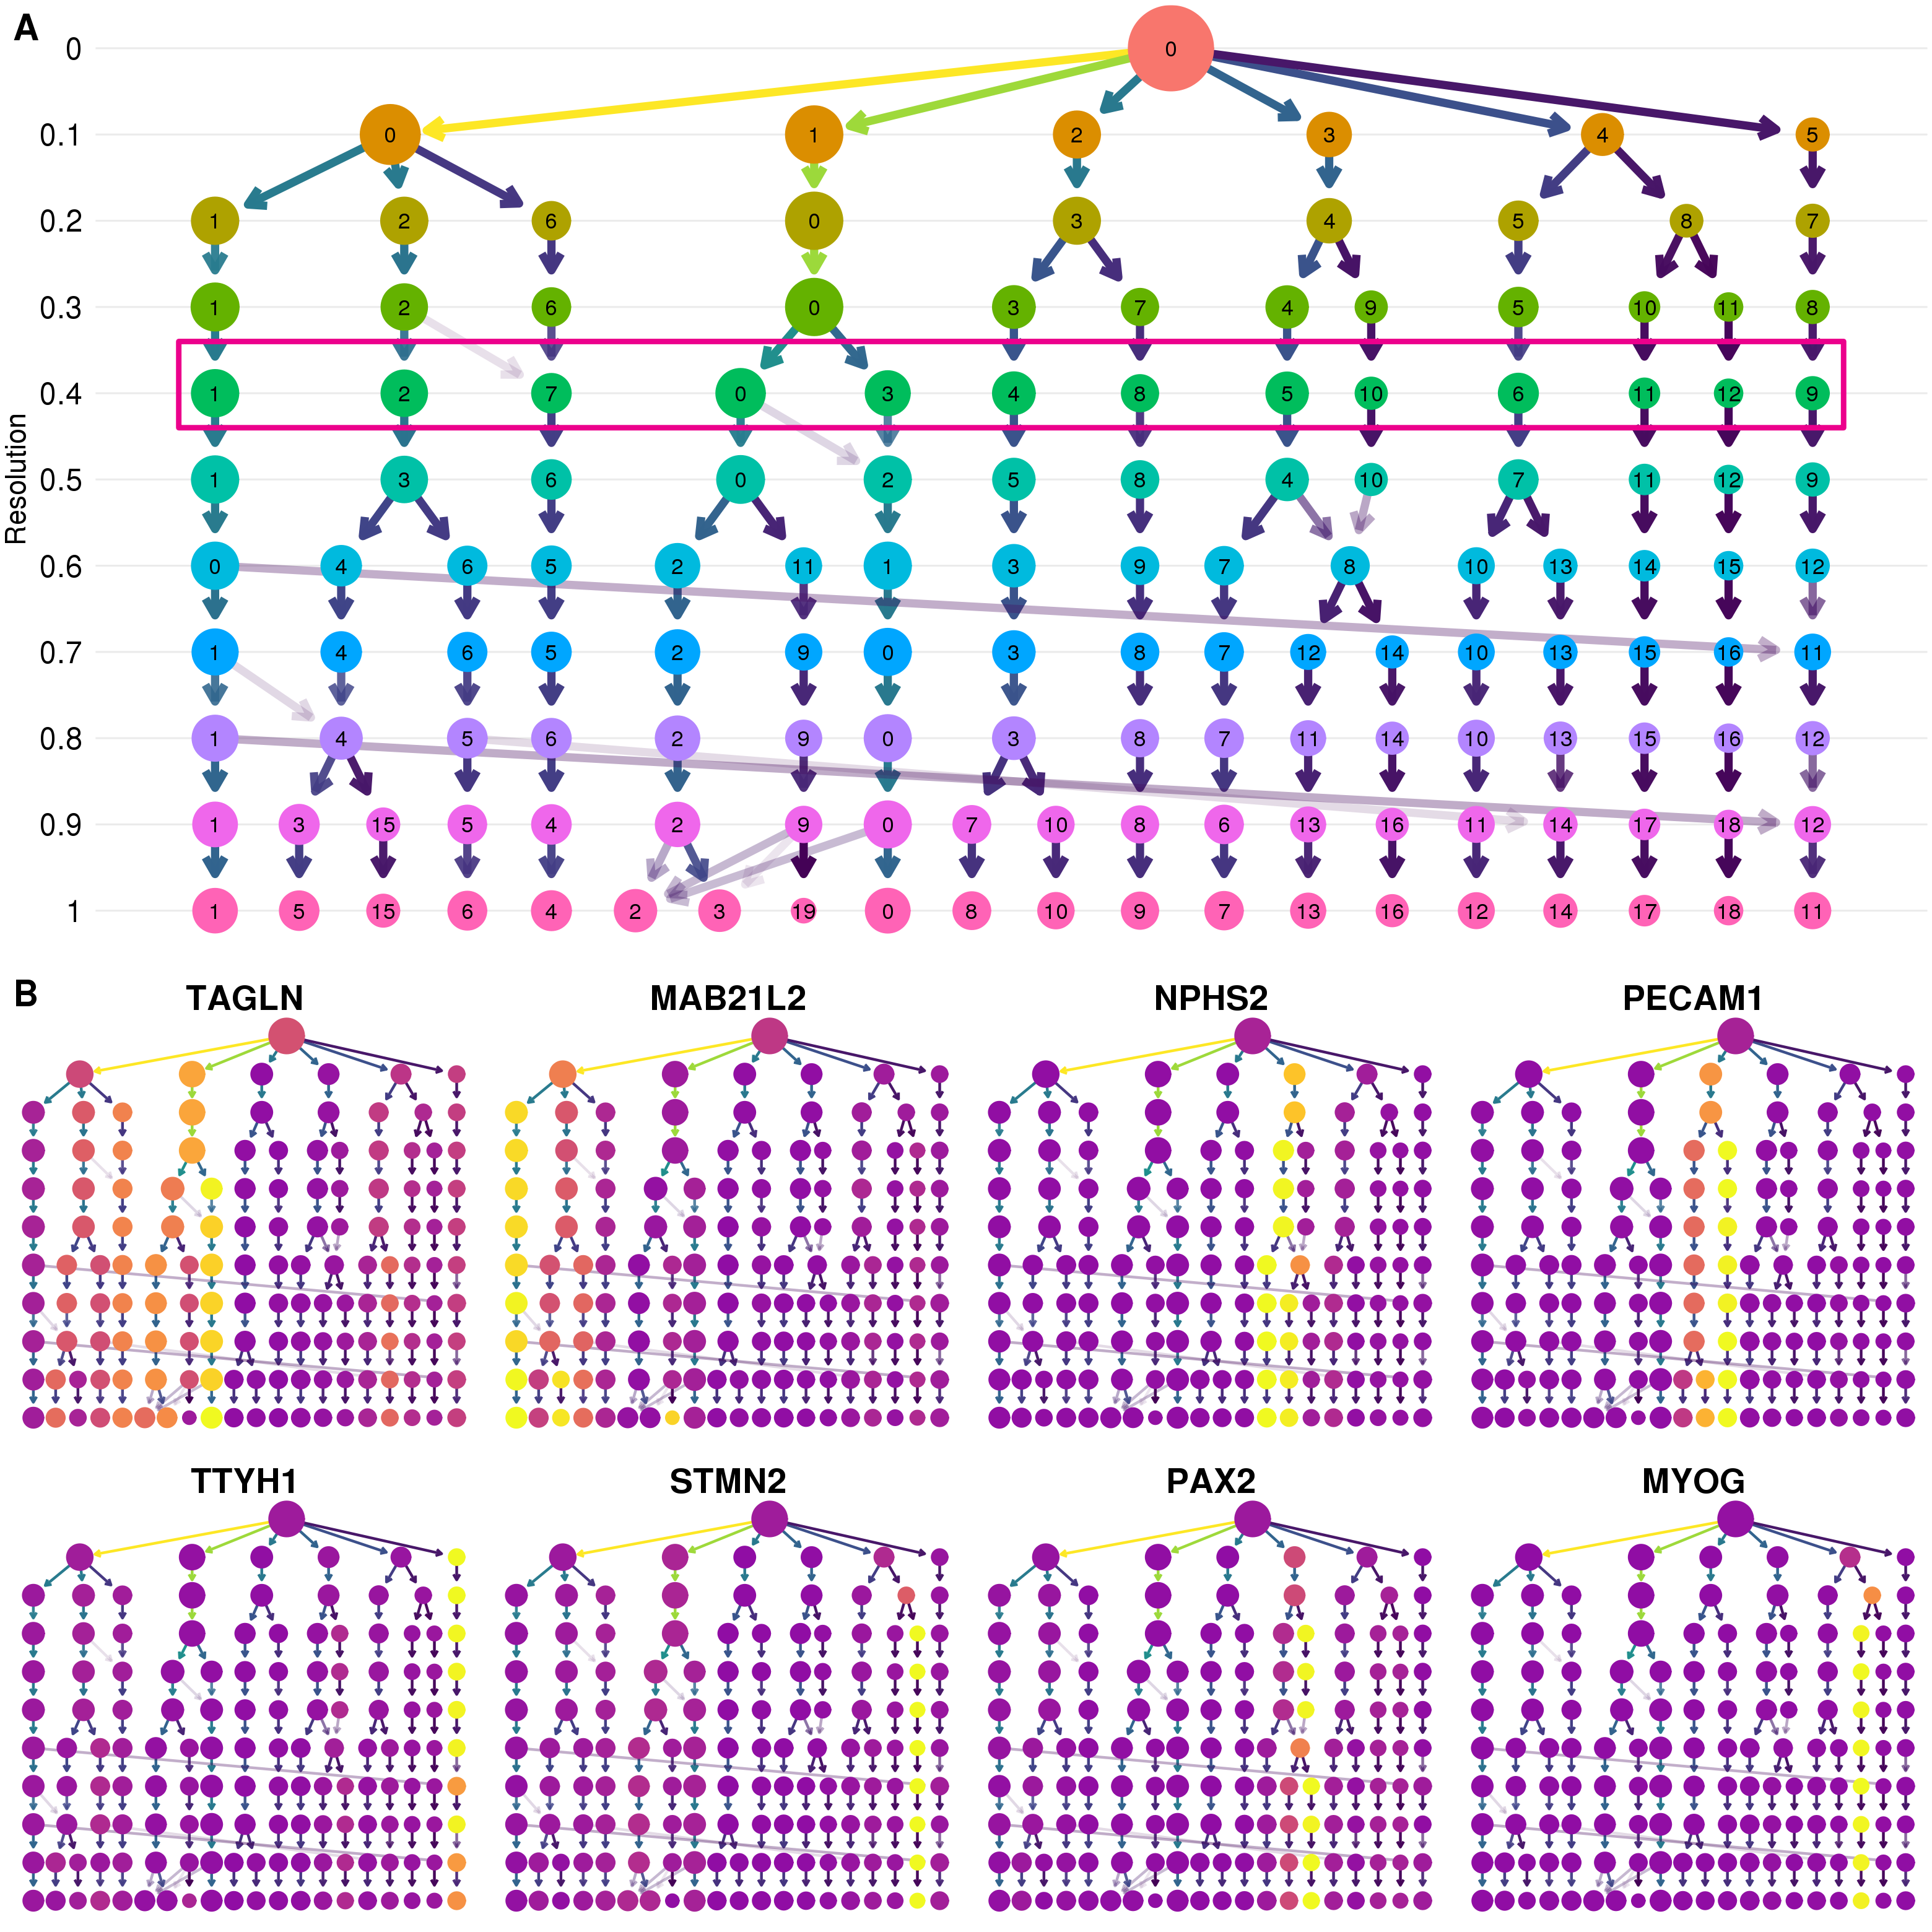 A
0 0
0.1 0 1 2 3 4 5
0.2 1 2 6 0 3 4 5 8 7
0.3 1 2 6 0 3 7 4 9 5 10 11 8
0.4 1 2 7 0 3 4 8 5 10 6 11 12 9
Resolution
0.5 1 3 6 0 2 5 8 4 10 7 11 12 9
0.6 0 4 6 5 2 11 1 3 9 7 8 10 13 14 15 12
0.7 1 4 6 5 2 9 0 3 8 7 12 14 10 13 15 16 11
0.8 1 4 5 6 2 9 0 3 8 7 11 14 10 13 15 16 12
0.9 1 3 15 5 4 2 9 0 7 10 8 6 13 16 11 14 17 18 12
1 1 5 15 6 4 2 3 19 0 8 10 9 7 13 16 12 14 17 18 11
B
TAGLN MAB21L2 NPHS2 PECAM1
TTYH1 STMN2 PAX2 MYOG